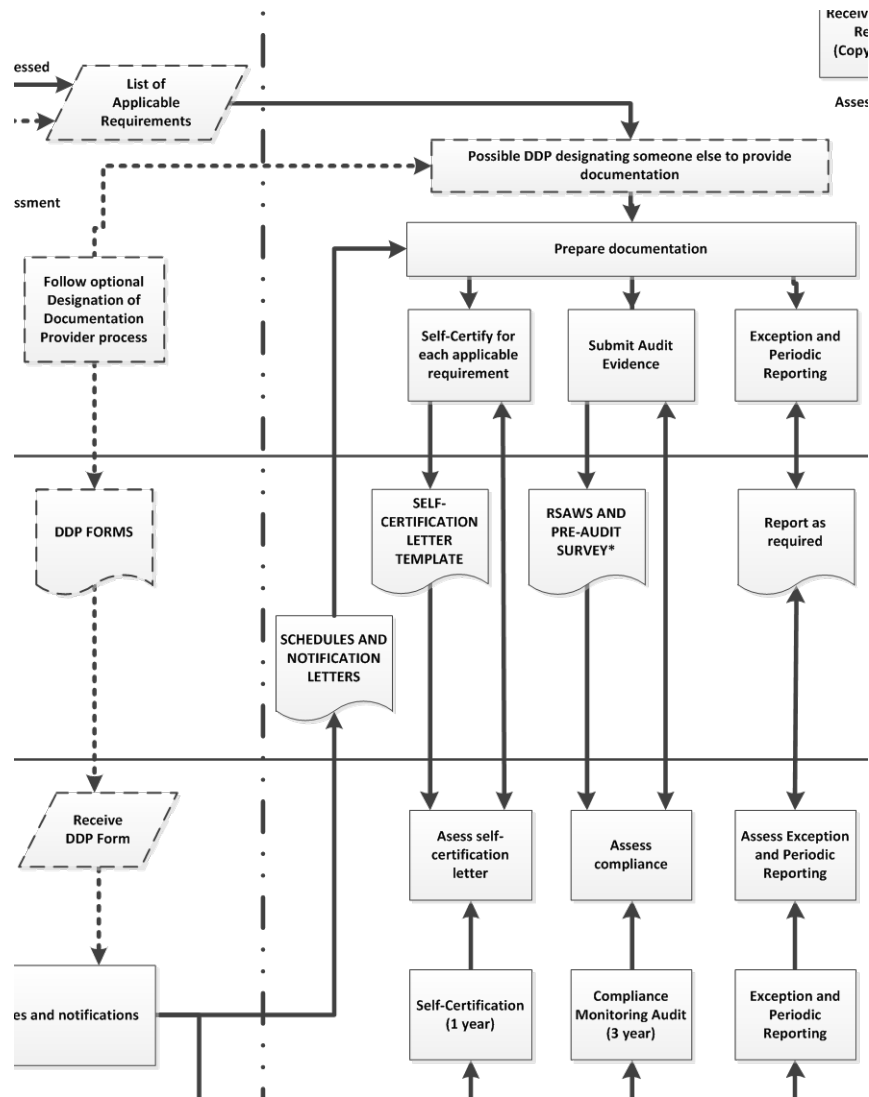 Receiv
Re
(Copy
Asses
essed
List of
Applicable
Requirements
Possible DDP designating someone else to provide
documentation
ssment
Prepare documentation
Follow optional
Designation of
Documentation
Provider process
Self-Certify for
each applicable
requirement
Submit Audit
Evidence
Exception and
Periodic
Reporting
DDP FORMS
SELF-
CERTIFICATION
LETTER
TEMPLATE
RSAWS AND
PRE-AUDIT
SURVEY*
Report as
required
SCHEDULES AND
NOTIFICATION
LETTERS
Receive
DDP Form
Asess self-
certification
letter
Assess
compliance
Assess Exception
and Periodic
Reporting
es and notifications
Self-Certification
(1 year)
Compliance
Monitoring Audit
(3 year)
Exception and
Periodic
Reporting